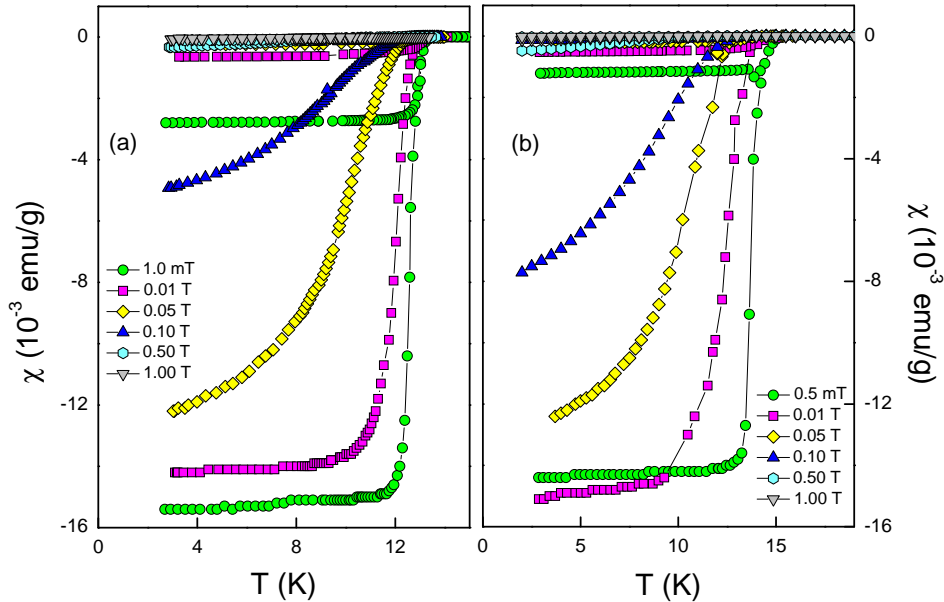 0
-4
-8
-12
-16
χ (10-3 emu/g)
(a)
1.0 mT
0.01 T
0.05 T
0.10 T
0.50 T
1.00 T
0
4
8
12
T (K)
(b)
0.5 mT
0.01 T
0.05 T
0.10 T
0.50 T
1.00 T
0
5
10
15
T (K)
0
-4
-8
-12
-16
χ (10-3 emu/g)